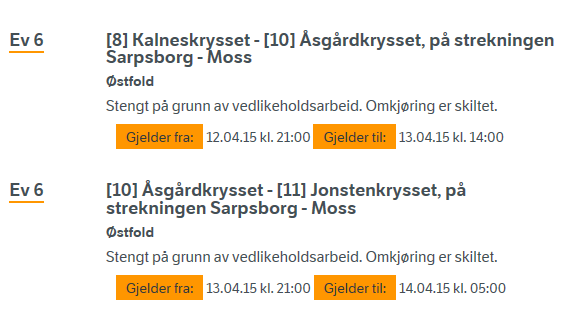 Ev 6
[8] Kalneskrysset - [10] Åsgårdkrysset, på strekningen
Sarpsborg - Moss
Østfold
Stengt på grunn av vedlikeholdsarbeid. Omkjøring er skiltet.
Gjelder fra: 12.04.15 kl. 21:00 Gjelder til: 13.04.15 kl. 14:00
Ev 6
[10] Åsgårdkrysset - [11] Jonstenkrysset, på
strekningen Sarpsborg - Moss
Østfold
Stengt på grunn av vedlikeholdsarbeid. Omkjøring er skiltet.
Gjelder fra: 13.04.15 kl. 21:00 Gjelder til: 14.04.15 kl. 05:00